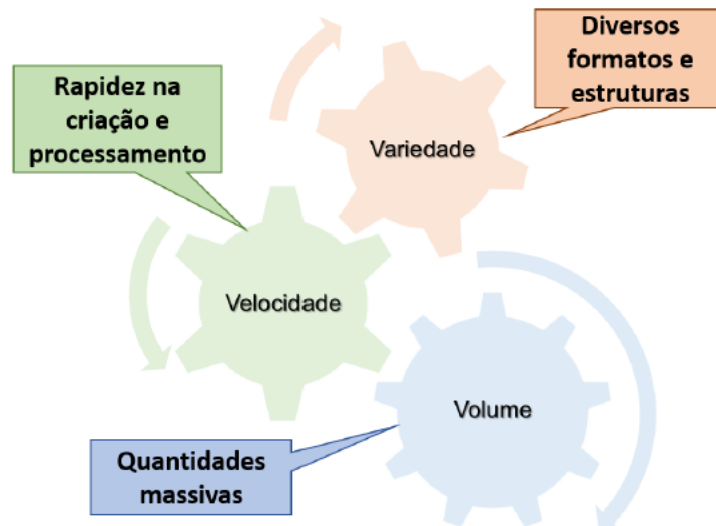 Diversos
formatos e
estruturas
Rapidez na
criação e
processamento
Variedade
Velocidade
Volume
Quantidades
massivas